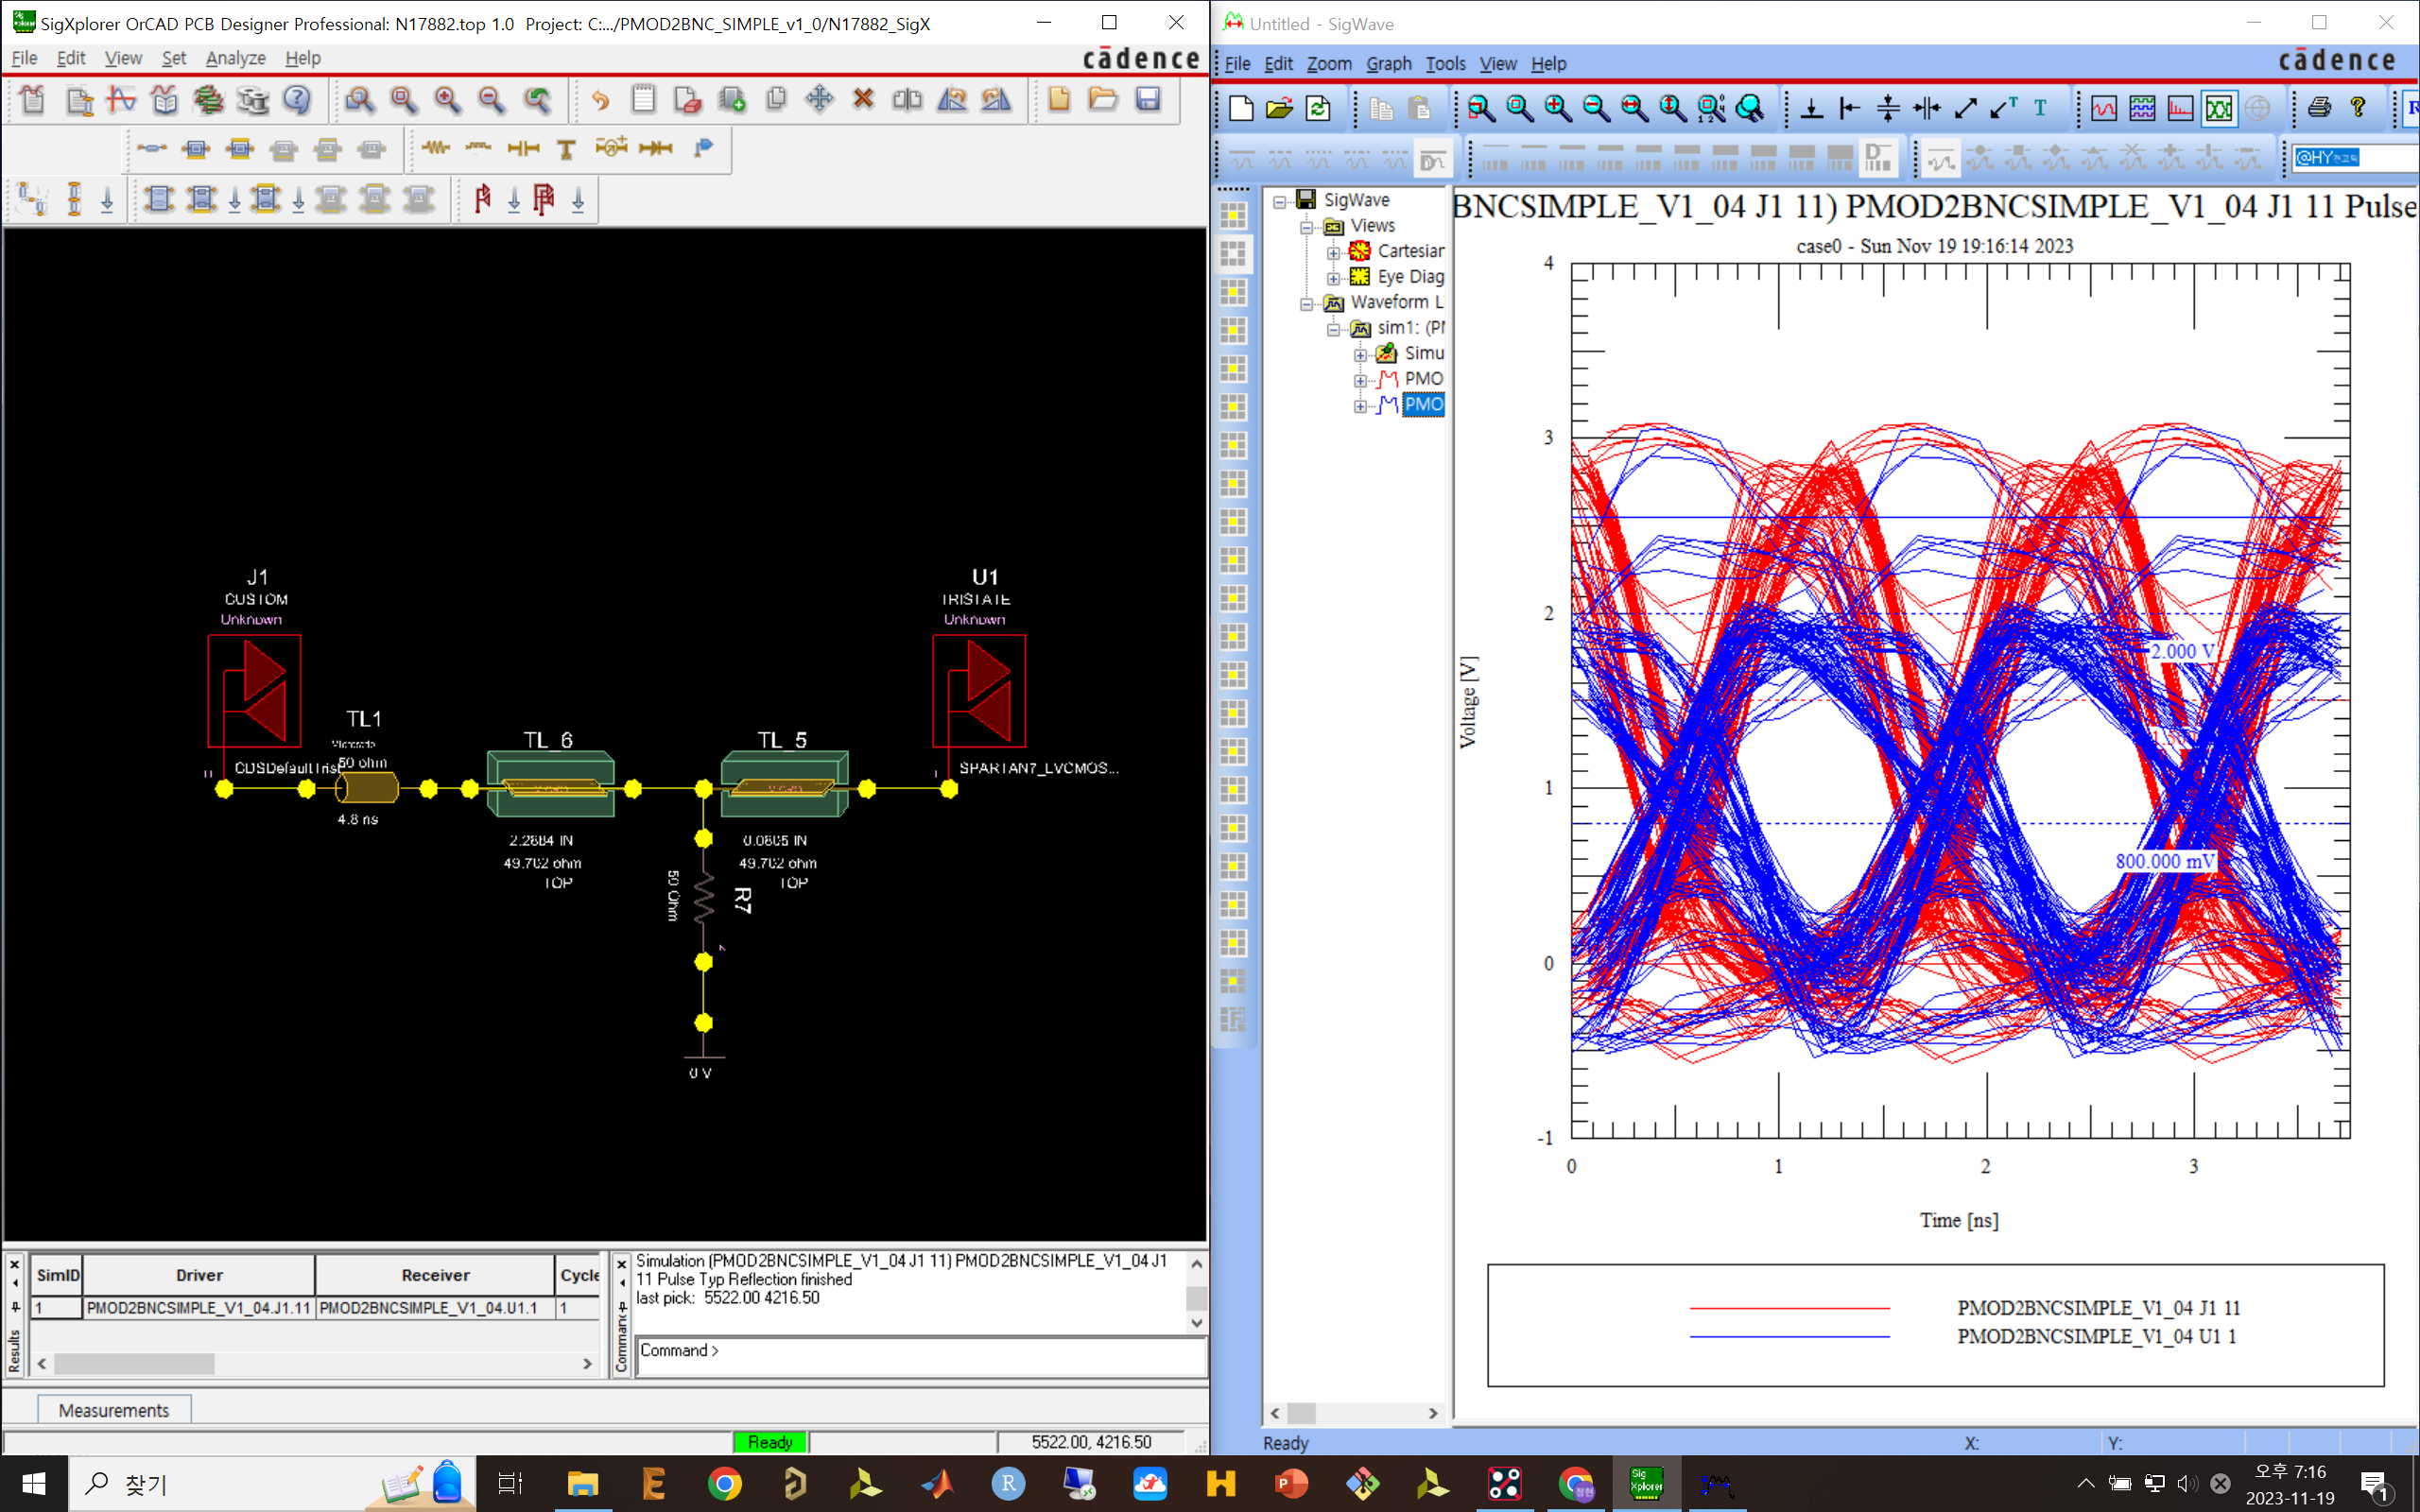 SigXplorer OrCAD PCB Designer Professional: N17882.top 1.0 Project: C:.../PMOD2BNC_SIMPLE_v1_0/N17882_SigX
File Edit View Set Analyze Help
cādence
J1
CUSTOM
Unknown
TL1
50 ohm
4.8 ns
TL_6
2.2884 IN
49.702 ohm
TOP
TL_5
0.0805 IN
49.702 ohm
TOP
U1
TRISTATE
Unknown
SPARTAN7_LVCMOS...
50 Ohm
R7
0 V
Results
SimID Driver Receiver Cycle
1 PMOD2BNCSIMPLE_V1_04.J1.11 PMOD2BNCSIMPLE_V1_04.U1.1 1
Simulation (PMOD2BNCSIMPLE_V1_04 J1 11) PMOD2BNCSIMPLE_V1_04 J1
11 Pulse Typ Reflection finished
last pick: 5522.00 4216.50
Command >
Measurements
Ready
5522.00, 4216.50
Untitled - SigWave
File Edit Zoom Graph Tools View Help
cādence
SigWave
Views
Cartesian
Eye Diag
Waveform L
sim1: (PM
Simu
PMO
PMO
BNCSIMPLE_V1_04 J1 11) PMOD2BNCSIMPLE_V1_04 J1 11 Pulse
case0 - Sun Nov 19 19:16:14 2023
4
3
2
1
0
-1
Voltage [V]
2.000 V
800.000 mV
0 1 2 3
Time [ns]
PMOD2BNCSIMPLE_V1_04 J1 11
PMOD2BNCSIMPLE_V1_04 U1 1
Ready
X:
Y:
찾기
오후 7:16
2023-11-19
1